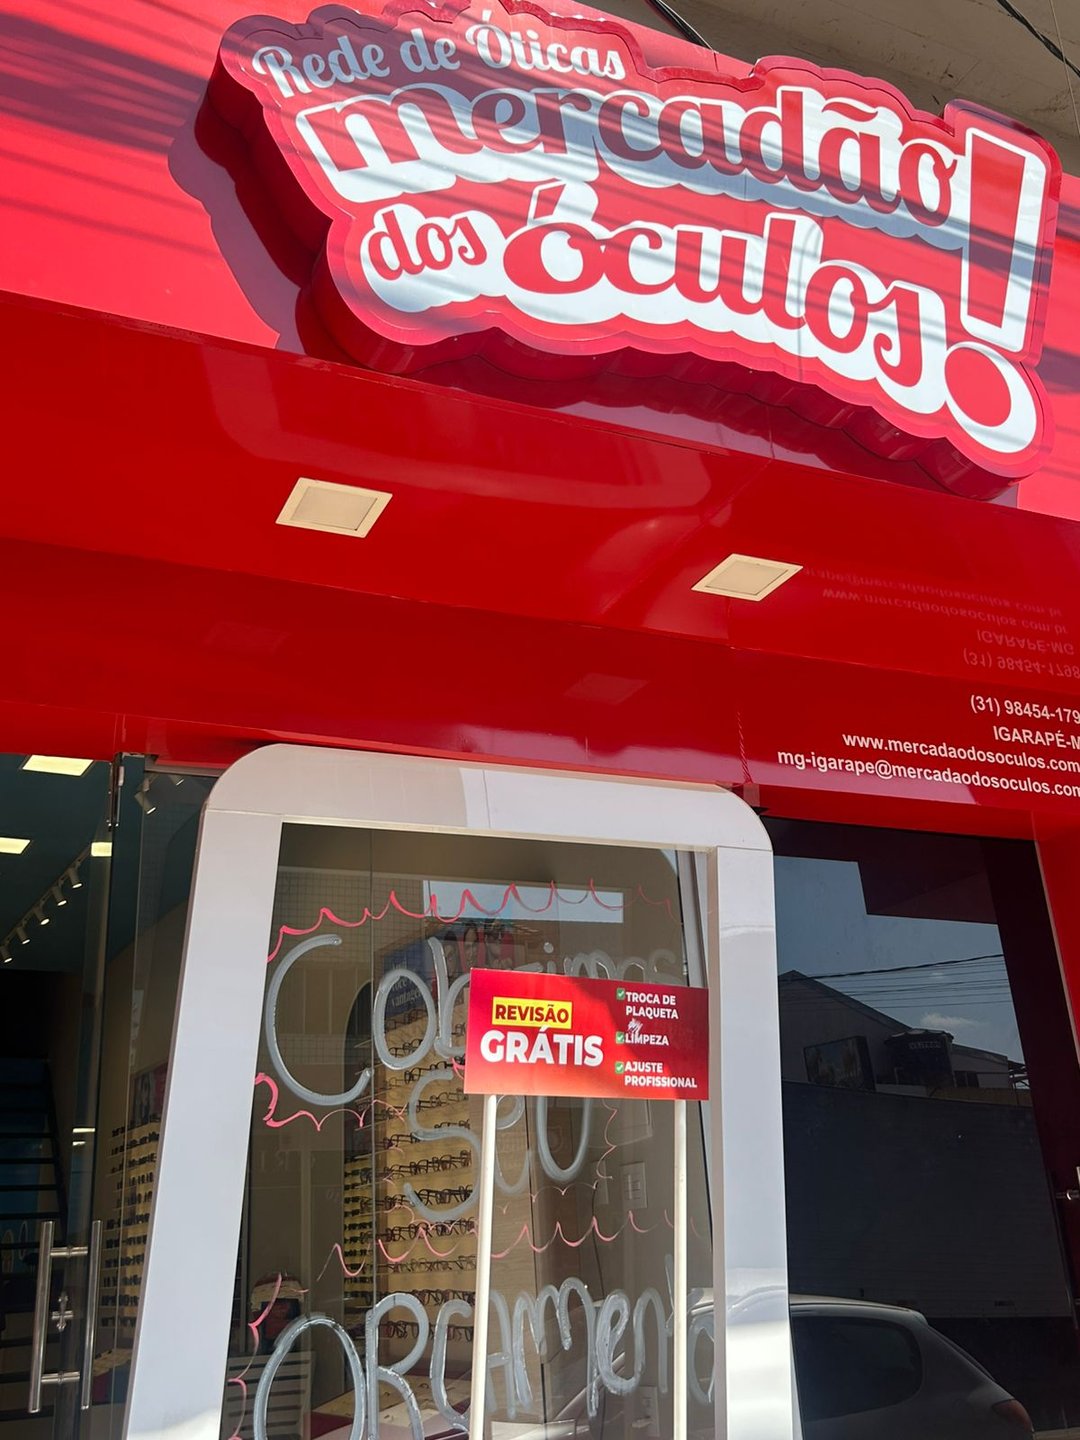 Rede de Óticas
mercadão
dos óculos!
(31) 98454-179
IGARAPÉ-M
www.mercadaodosoculos.com
mg-igarape@mercadaodosoculos.com
REVISÃO
GRÁTIS
TROCA DE
PLAQUETA
LIMPEZA
AJUSTE
PROFISSIONAL
SEU
ORÇAMENTO